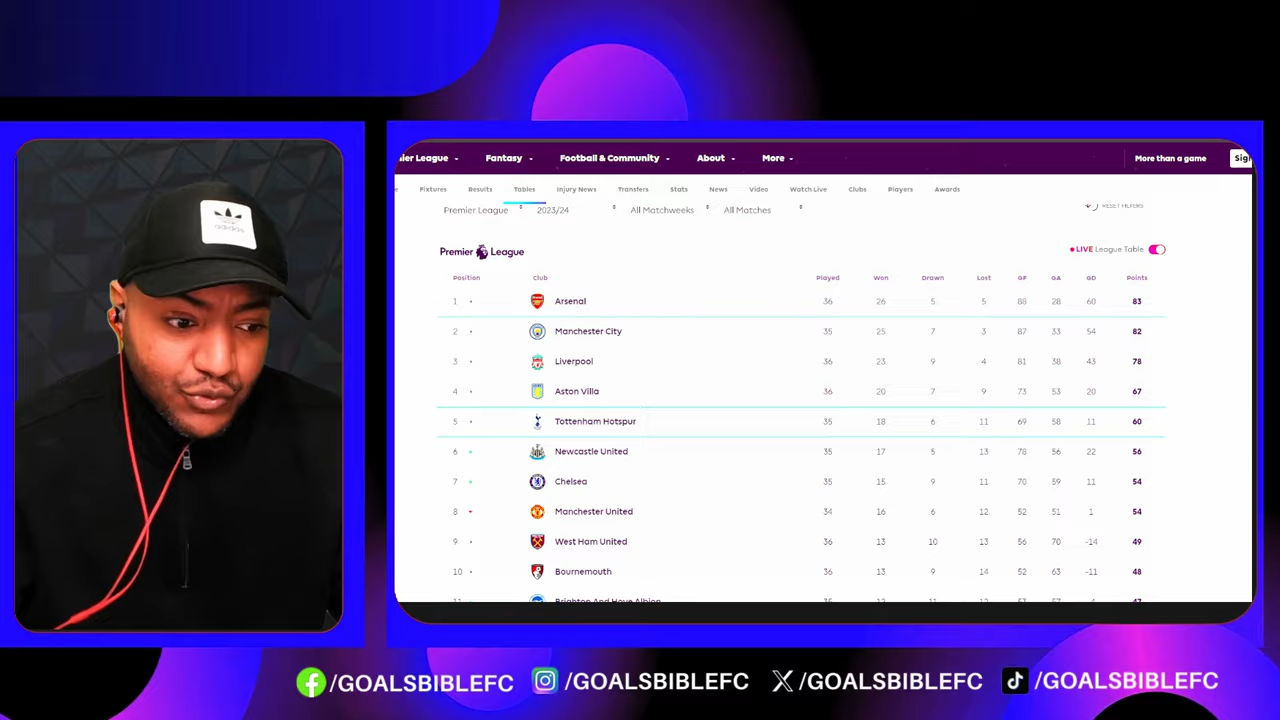 adidas
ier League Fantasy Football & Community About More More than a game Sig
Fixtures Results Tables Injury News Transfers Stats News Video Watch Live Clubs Players Awards
Premier League 2023/24 All Matchweeks All Matches RESET FILTERS
Premier League LIVE League Table
Position Club Played Won Drawn Lost GF GA GD Points
1 Arsenal 36 26 5 5 88 28 60 83
2 Manchester City 35 25 7 3 87 33 54 82
3 Liverpool 36 23 9 4 81 38 43 78
4 Aston Villa 36 20 7 9 73 53 20 67
5 Tottenham Hotspur 35 18 6 11 69 58 11 60
6 Newcastle United 35 17 5 13 78 56 22 56
7 Chelsea 35 15 9 11 70 59 11 54
8 Manchester United 34 16 6 12 52 51 1 54
9 West Ham United 36 13 10 13 56 70 -14 49
10 Bournemouth 36 13 9 14 52 63 -11 48
Brighton And Hove Albion
/GOALSBIBLEFC /GOALSBIBLEFC /GOALSBIBLEFC /GOALSBIBLEFC